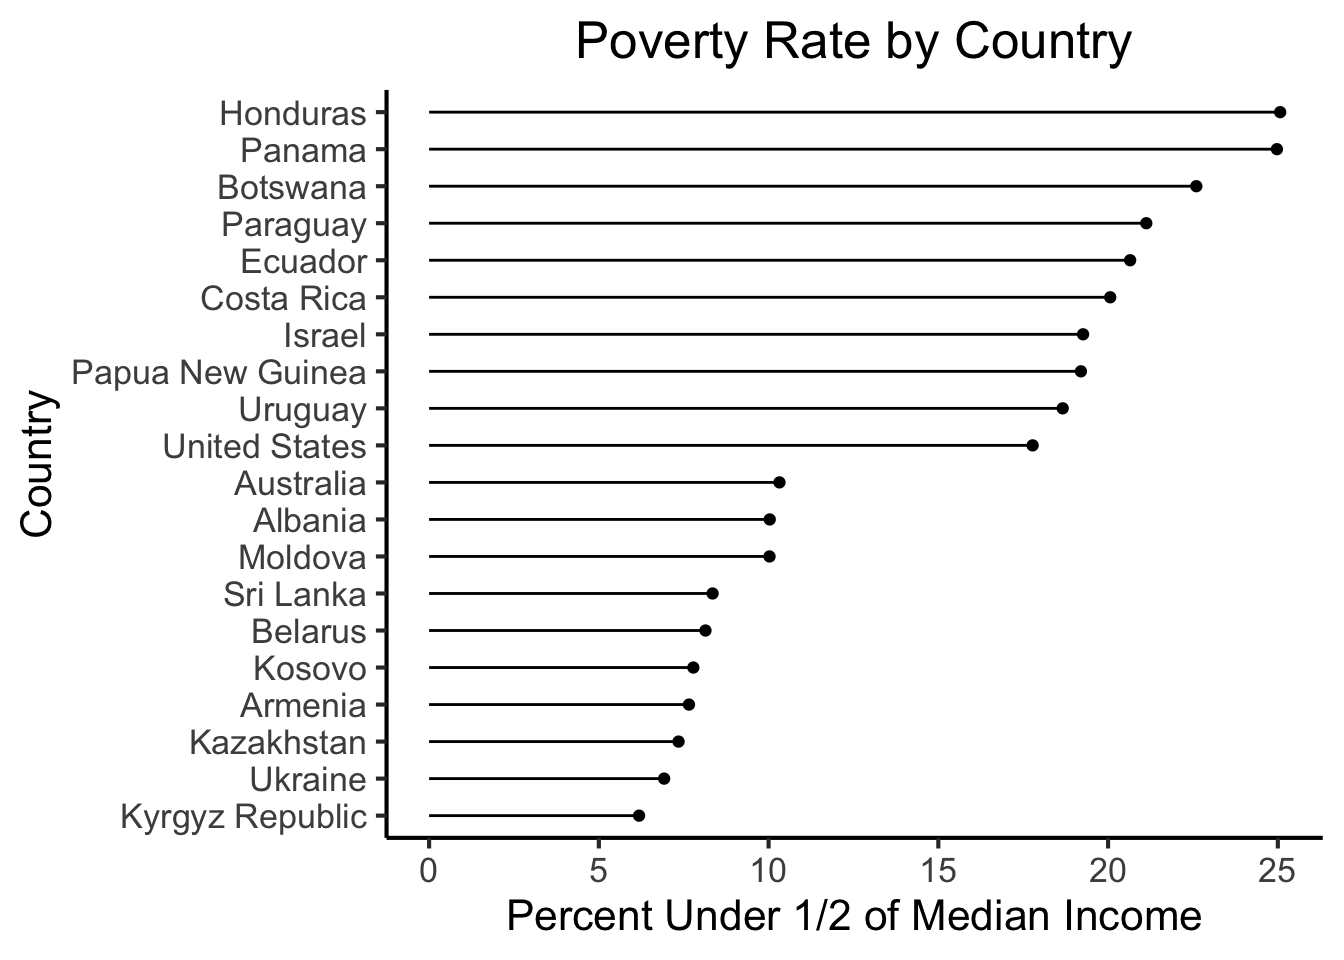 Poverty Rate by Country
Country
Honduras
Panama
Botswana
Paraguay
Ecuador
Costa Rica
Israel
Papua New Guinea
Uruguay
United States
Australia
Albania
Moldova
Sri Lanka
Belarus
Kosovo
Armenia
Kazakhstan
Ukraine
Kyrgyz Republic
0 5 10 15 20 25
Percent Under 1/2 of Median Income